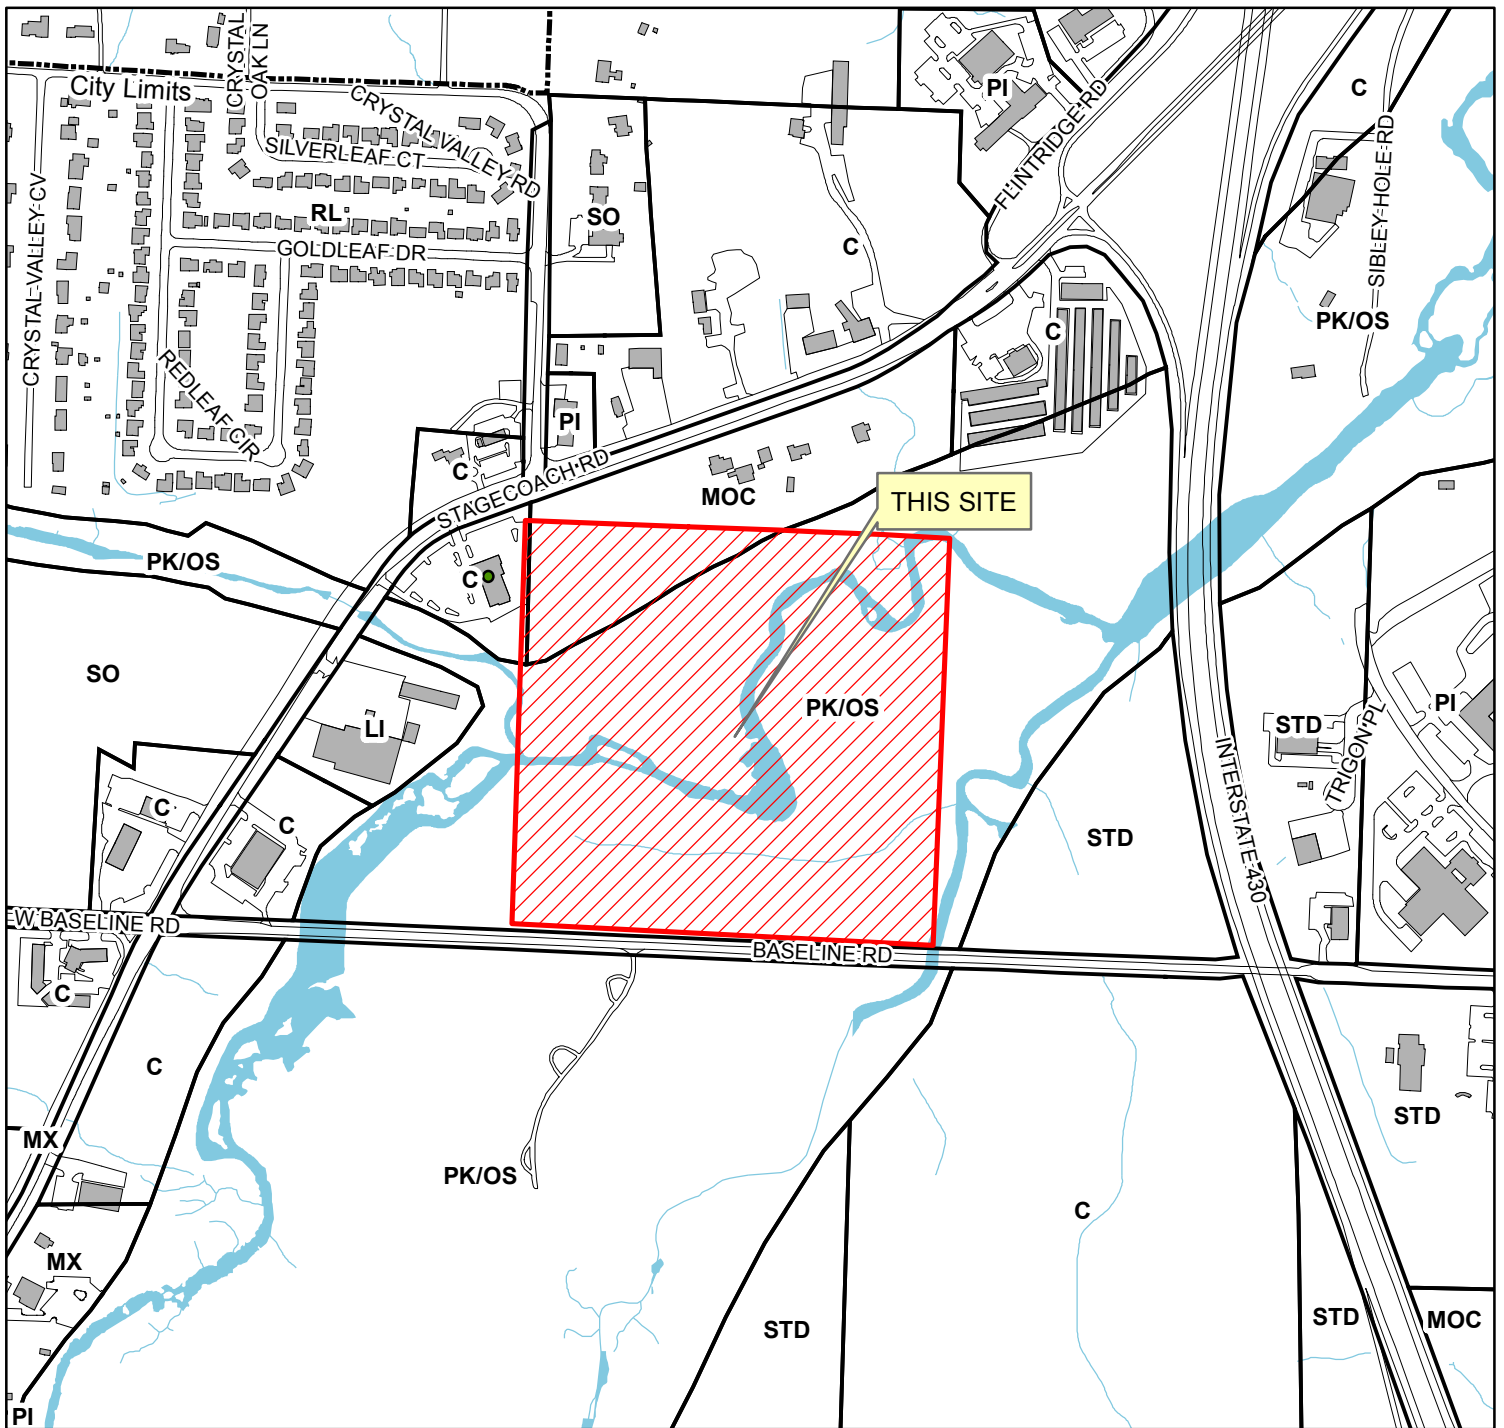 CRYSTAL
OAK LN
City Limits
CRYSTAL VALLEY RD
SILVERLEAF CT
CRYSTAL VALLEY CV
RL
GOLDLEAF DR
REDLEAF CIR
SO
PI
FLINTRIDGE RD
C
SIBLEY HOLE RD
C
PK/OS
C
PI
C
STAGECOACH RD
MOC
THIS SITE
PK/OS
C
SO
LI
PK/OS
STD
PI
TRIGON PL
INTERSTATE 430
C
C
STD
W BASELINE RD
BASELINE RD
C
C
MX
PK/OS
STD
C
MX
STD
STD
MOC
PI